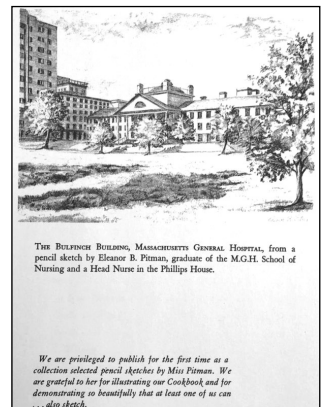 THE BULFINCH BUILDING, MASSACHUSETTS GENERAL HOSPITAL, from a
pencil sketch by Eleanor B. Pitman, graduate of the M.G.H. School of
Nursing and a Head Nurse in the Phillips House.
We are privileged to publish for the first time as a
collection selected pencil sketches by Miss Pitman. We
are grateful to her for illustrating our Cookbook and for
demonstrating so beautifully that at least one of us can
. . . also sketch.